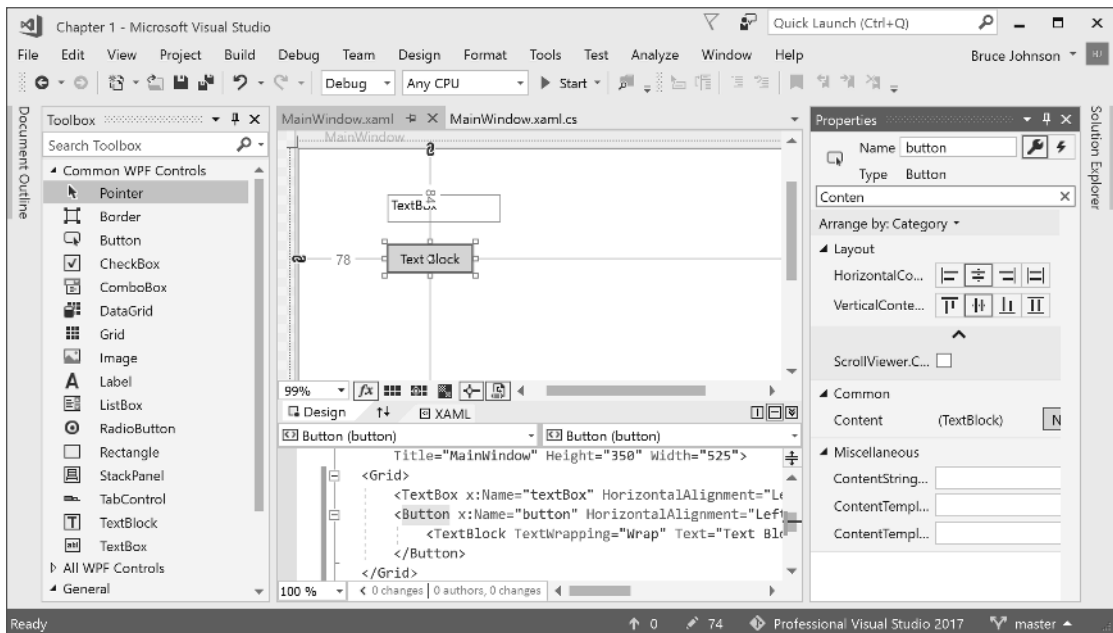 Chapter 1 - Microsoft Visual Studio
Quick Launch (Ctrl+Q)
File Edit View Project Build Debug Team Design Format Tools Test Analyze Window Help
Bruce Johnson
Debug
Any CPU
Start
Document Outline
Toolbox
Search Toolbox
Common WPF Controls
Pointer
Border
Button
CheckBox
ComboBox
DataGrid
Grid
Image
Label
ListBox
RadioButton
Rectangle
StackPanel
TabControl
TextBlock
TextBox
All WPF Controls
General
MainWindow.xaml
MainWindow.xaml.cs
MainWindow
84
TextBox
78
Text Block
99%
Design
XAML
Button (button)
Button (button)
Title="MainWindow" Height="350" Width="525">
<Grid>
<TextBox x:Name="textBox" HorizontalAlignment="Le
<Button x:Name="button" HorizontalAlignment="Left
<TextBlock TextWrapping="Wrap" Text="Text Blo
</Button>
</Grid>
100 %
0 changes | 0 authors, 0 changes
Properties
Name button
Type Button
Conten
Arrange by: Category
Layout
HorizontalCo...
VerticalConte...
ScrollViewer.C...
Common
Content (TextBlock) N
Miscellaneous
ContentString...
ContentTempl...
ContentTempl...
Solution Explorer
Ready
0
74
Professional Visual Studio 2017
master